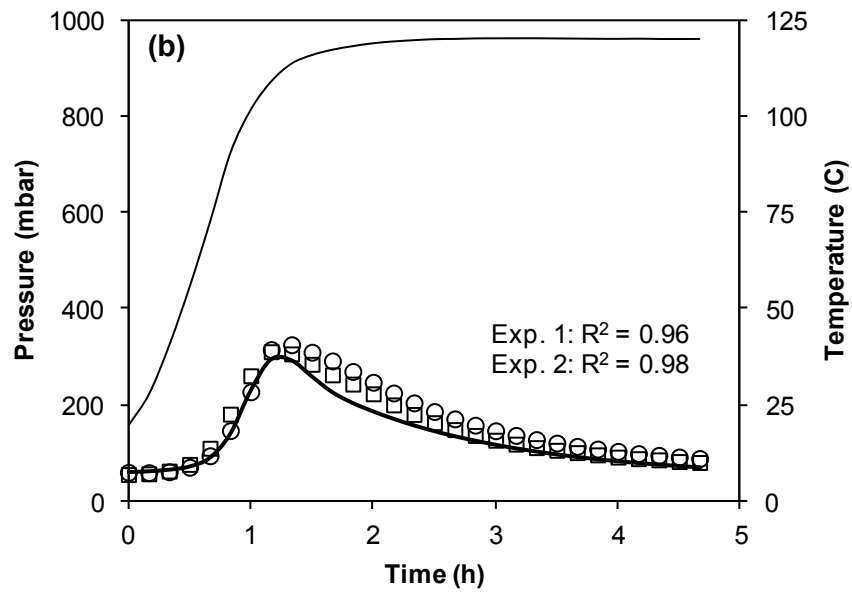 (b)
1000
800
600
400
200
0
Pressure (mbar)
125
100
75
50
25
0
Temperature (C)
Exp. 1: R² = 0.96
Exp. 2: R² = 0.98
0 1 2 3 4 5
Time (h)